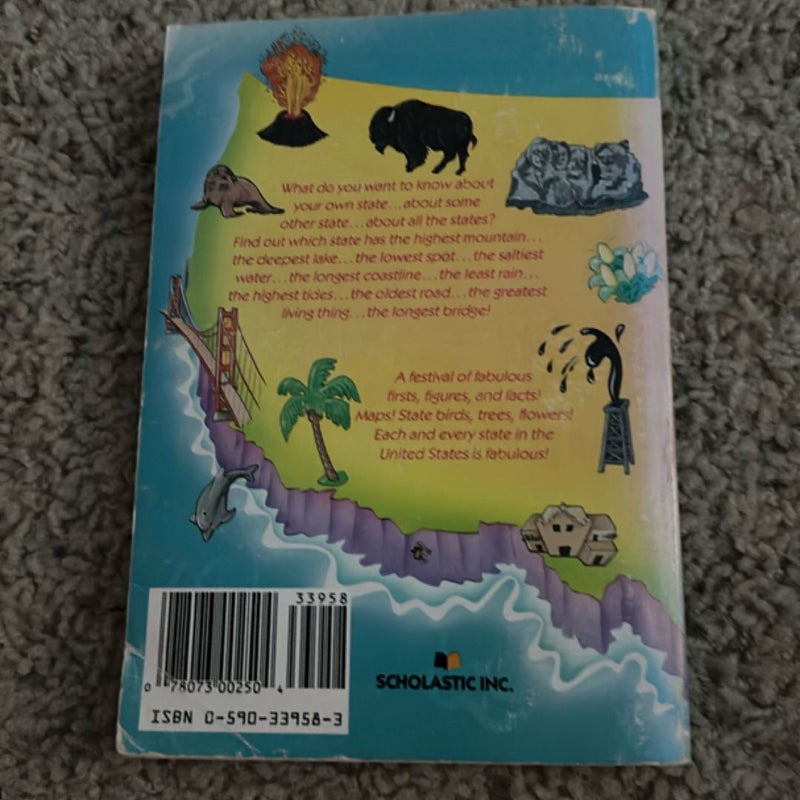 What do you want to know about
your own state...about some
other state...about all the states?
Find out which state has the highest mountain...
the deepest lake...the lowest spot...the saltiest
water...the longest coastline...the least rain...
the highest tides...the oldest road...the greatest
living thing...the longest bridge!
A festival of fabulous
firsts, figures, and facts!
Maps! State birds, trees, flowers!
Each and every state in the
United States is fabulous!
33958
0 78073 00250 4
ISBN 0-590-33958-3
SCHOLASTIC INC.